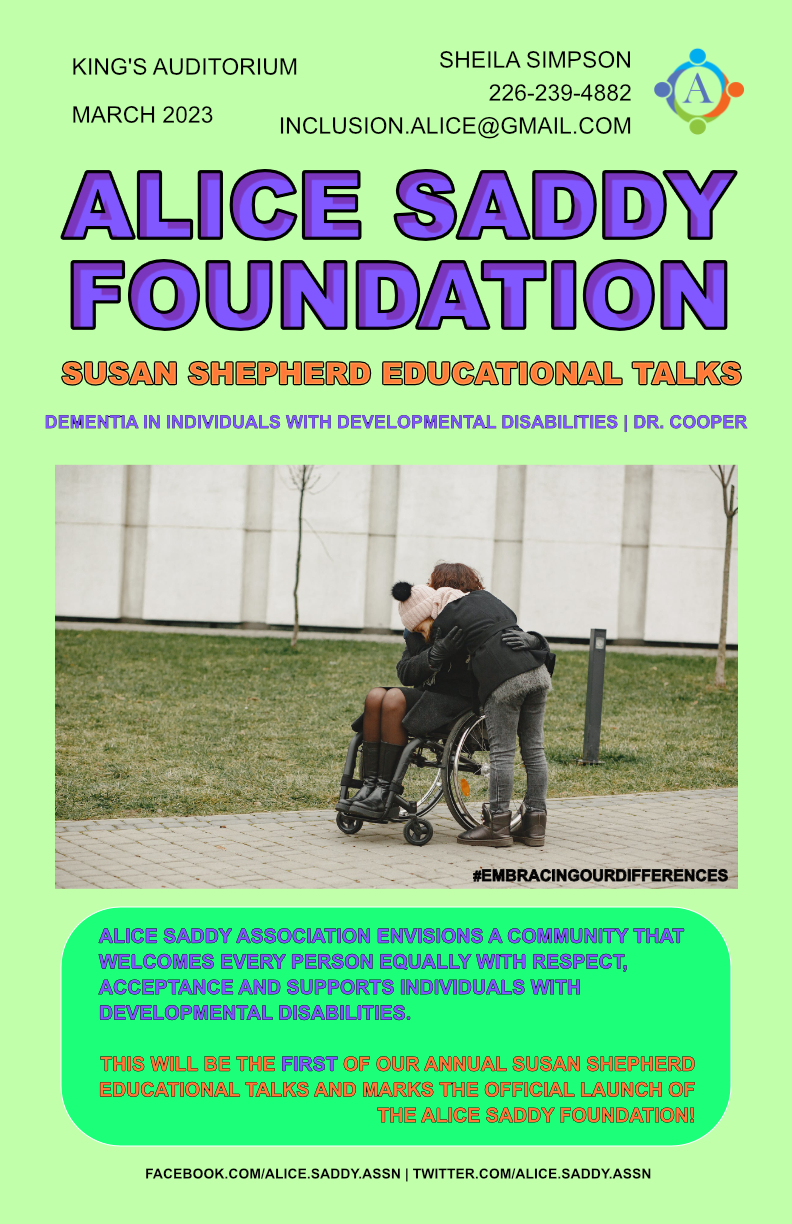 KING'S AUDITORIUM
MARCH 2023
SHEILA SIMPSON
226-239-4882
INCLUSION.ALICE@GMAIL.COM
A
ALICE SADDY
FOUNDATION
SUSAN SHEPHERD EDUCATIONAL TALKS
DEMENTIA IN INDIVIDUALS WITH DEVELOPMENTAL DISABILITIES | DR. COOPER
#EMBRACINGOURDIFFERENCES
ALICE SADDY ASSOCIATION ENVISIONS A COMMUNITY THAT
WELCOMES EVERY PERSON EQUALLY WITH RESPECT,
ACCEPTANCE AND SUPPORTS INDIVIDUALS WITH
DEVELOPMENTAL DISABILITIES.
THIS WILL BE THE FIRST OF OUR ANNUAL SUSAN SHEPHERD
EDUCATIONAL TALKS AND MARKS THE OFFICIAL LAUNCH OF
THE ALICE SADDY FOUNDATION!
FACEBOOK.COM/ALICE.SADDY.ASSN | TWITTER.COM/ALICE.SADDY.ASSN